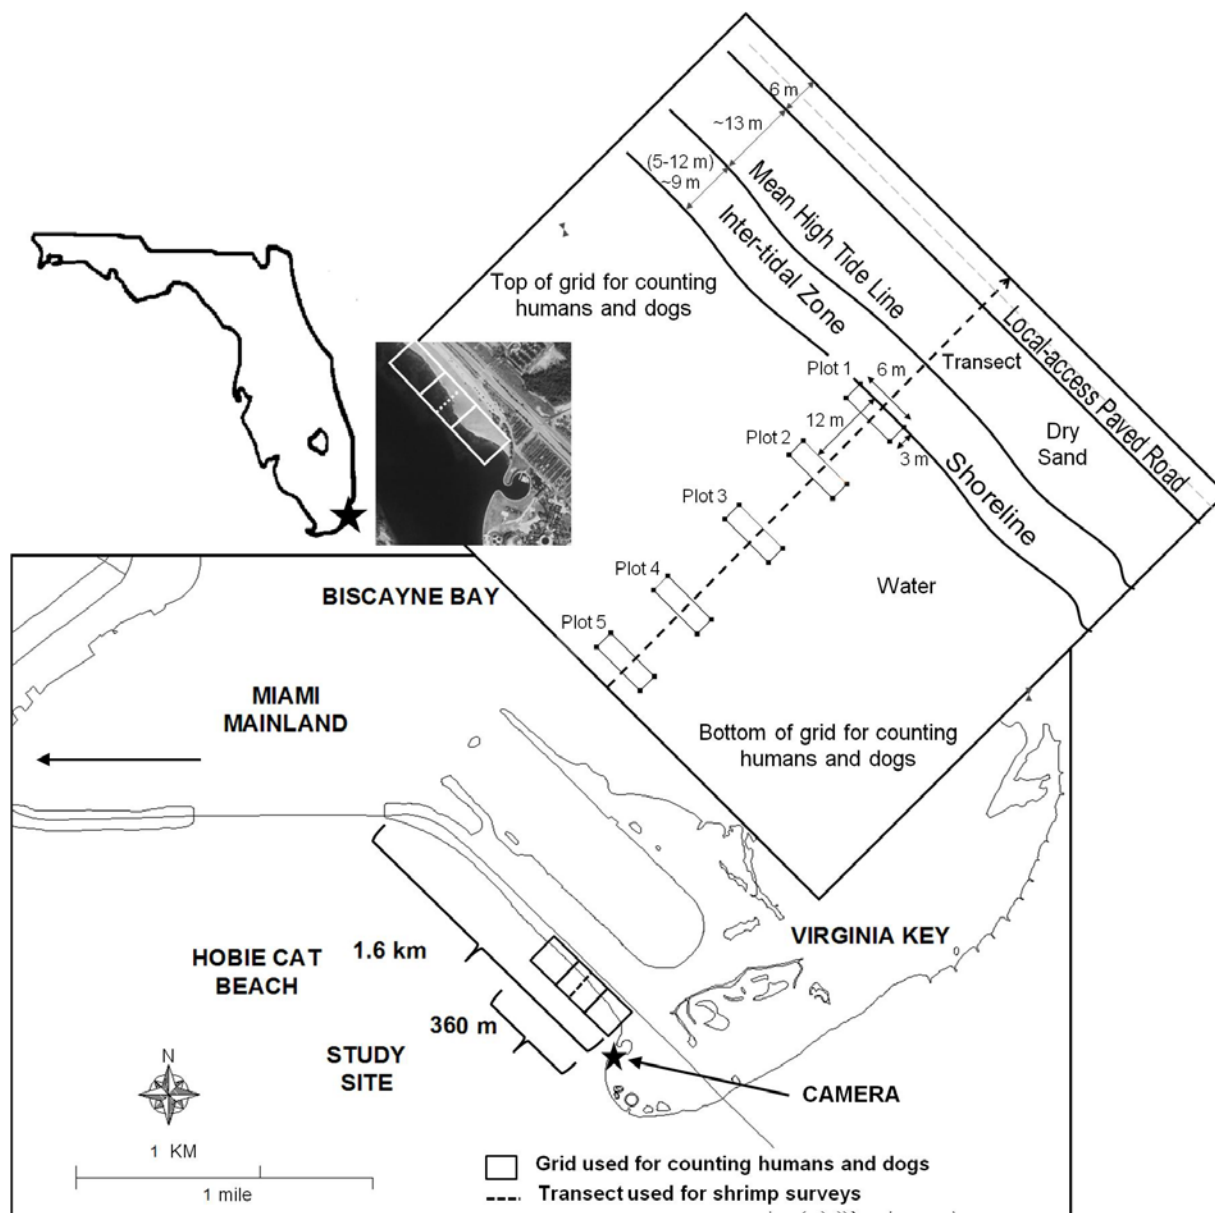 6 m
~13 m
(5-12 m)
~9 m
Mean High Tide Line
Inter-tidal Zone
Top of grid for counting
humans and dogs
Local-access Paved Road
Transect
Plot 1
6 m
12 m
Dry
Sand
Plot 2
3 m
Shoreline
Plot 3
Plot 4
Water
Plot 5
Bottom of grid for counting
humans and dogs
BISCAYNE BAY
MIAMI
MAINLAND
VIRGINIA KEY
1.6 km
HOBIE CAT
BEACH
360 m
STUDY
SITE
N
CAMERA
1 KM
1 mile
Grid used for counting humans and dogs
Transect used for shrimp surveys